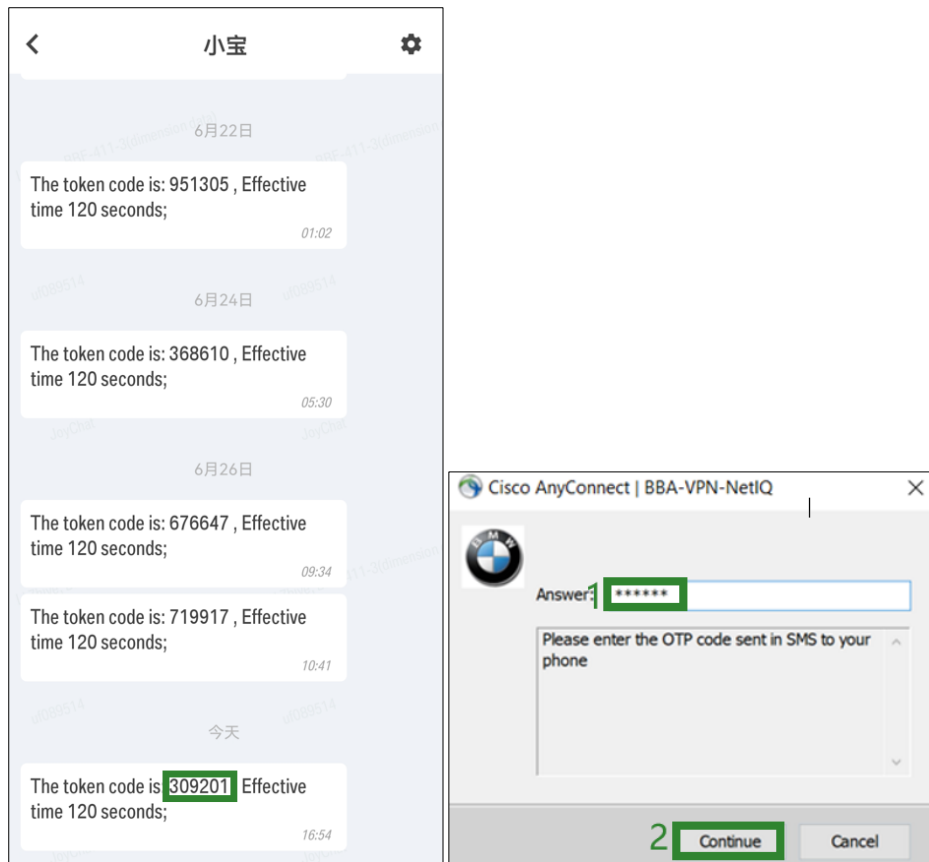 小宝
6月22日
The token code is: 951305 , Effective
time 120 seconds;
01:02
6月24日
The token code is: 368610 , Effective
time 120 seconds;
05:30
JoyChat
JoyChat
6月26日
The token code is: 676647 , Effective
time 120 seconds;
09:34
The token code is: 719917 , Effective
time 120 seconds;
10:41
今天
The token code is 309201 Effective
time 120 seconds;
16:54
Cisco AnyConnect | BBA-VPN-NetIQ
BMW
Answer: 1 ******
Please enter the OTP code sent in SMS to your
phone
2 Continue Cancel